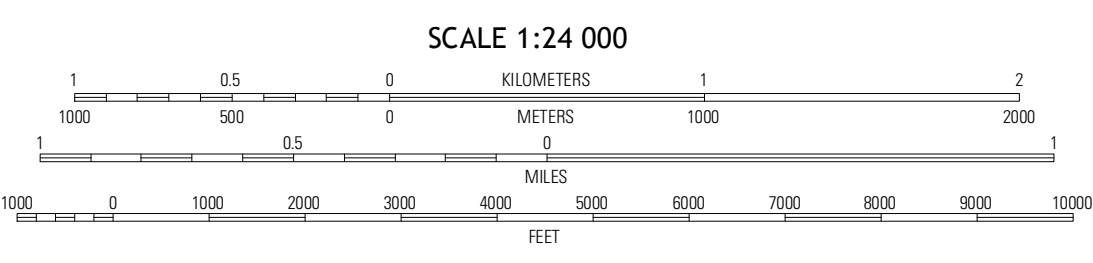 SCALE 1:24 000
1 0.5 0 KILOMETERS 1 2
1000 500 0 METERS 1000 2000
1 0.5 0 1
MILES
1000 0 1000 2000 3000 4000 5000 6000 7000 8000 9000 10000
FEET